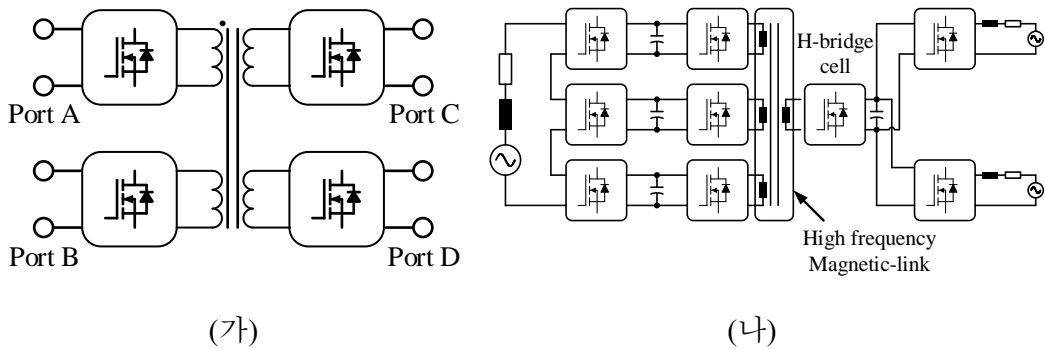 Port A
Port C
Port B
Port D
(가)
H-bridge
cell
High frequency
Magnetic-link
(나)